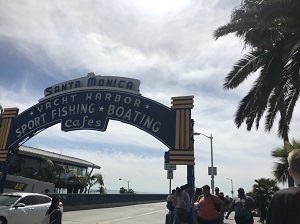 Santa Monica
YACHT HARBOR
SPORT FISHING ★ BOATING
Cafes